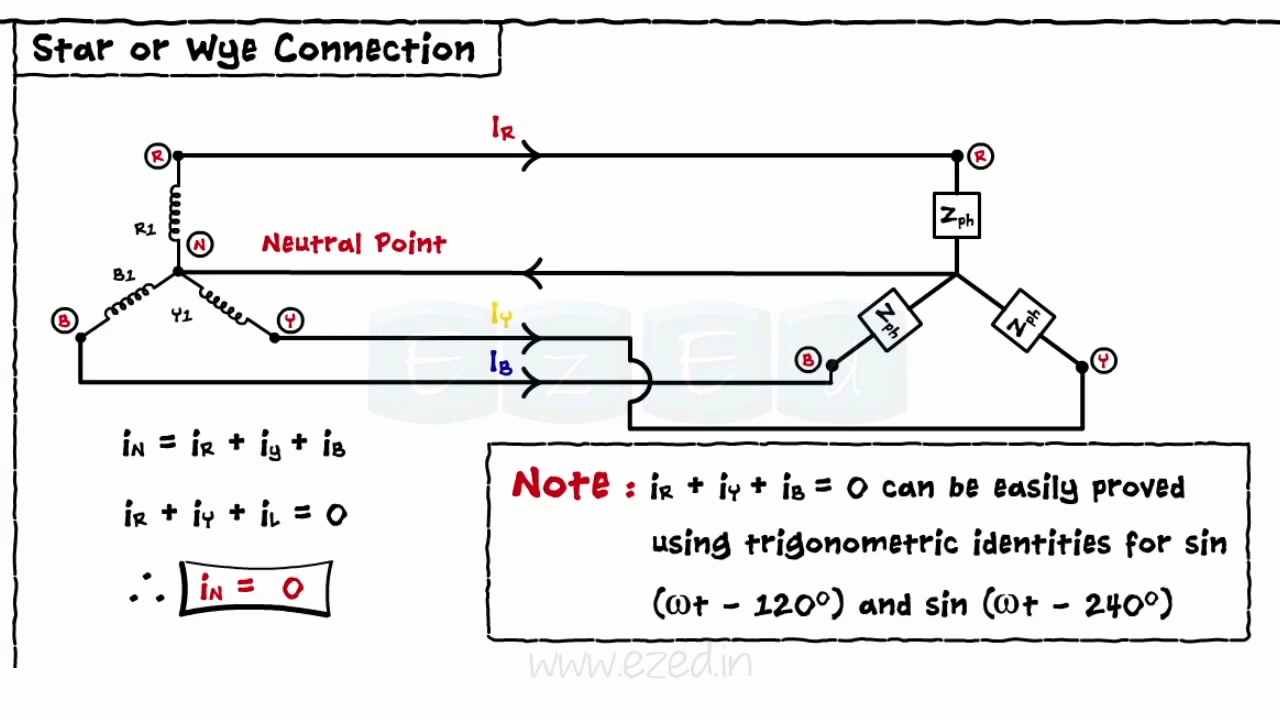 Star or Wye Connection
IR
R
R
R1
Zph
N
Neutral Point
B1
Y1
B
Y
IY
Zph
Zph
EzEd
IB
B
Y
iN = iR + iy + iB
iR + iY + iL = 0
∴ iN = 0
Note : iR + iY + iB = 0 can be easily proved
using trigonometric identities for sin
(ωt - 120°) and sin (ωt - 240°)
www.ezed.in